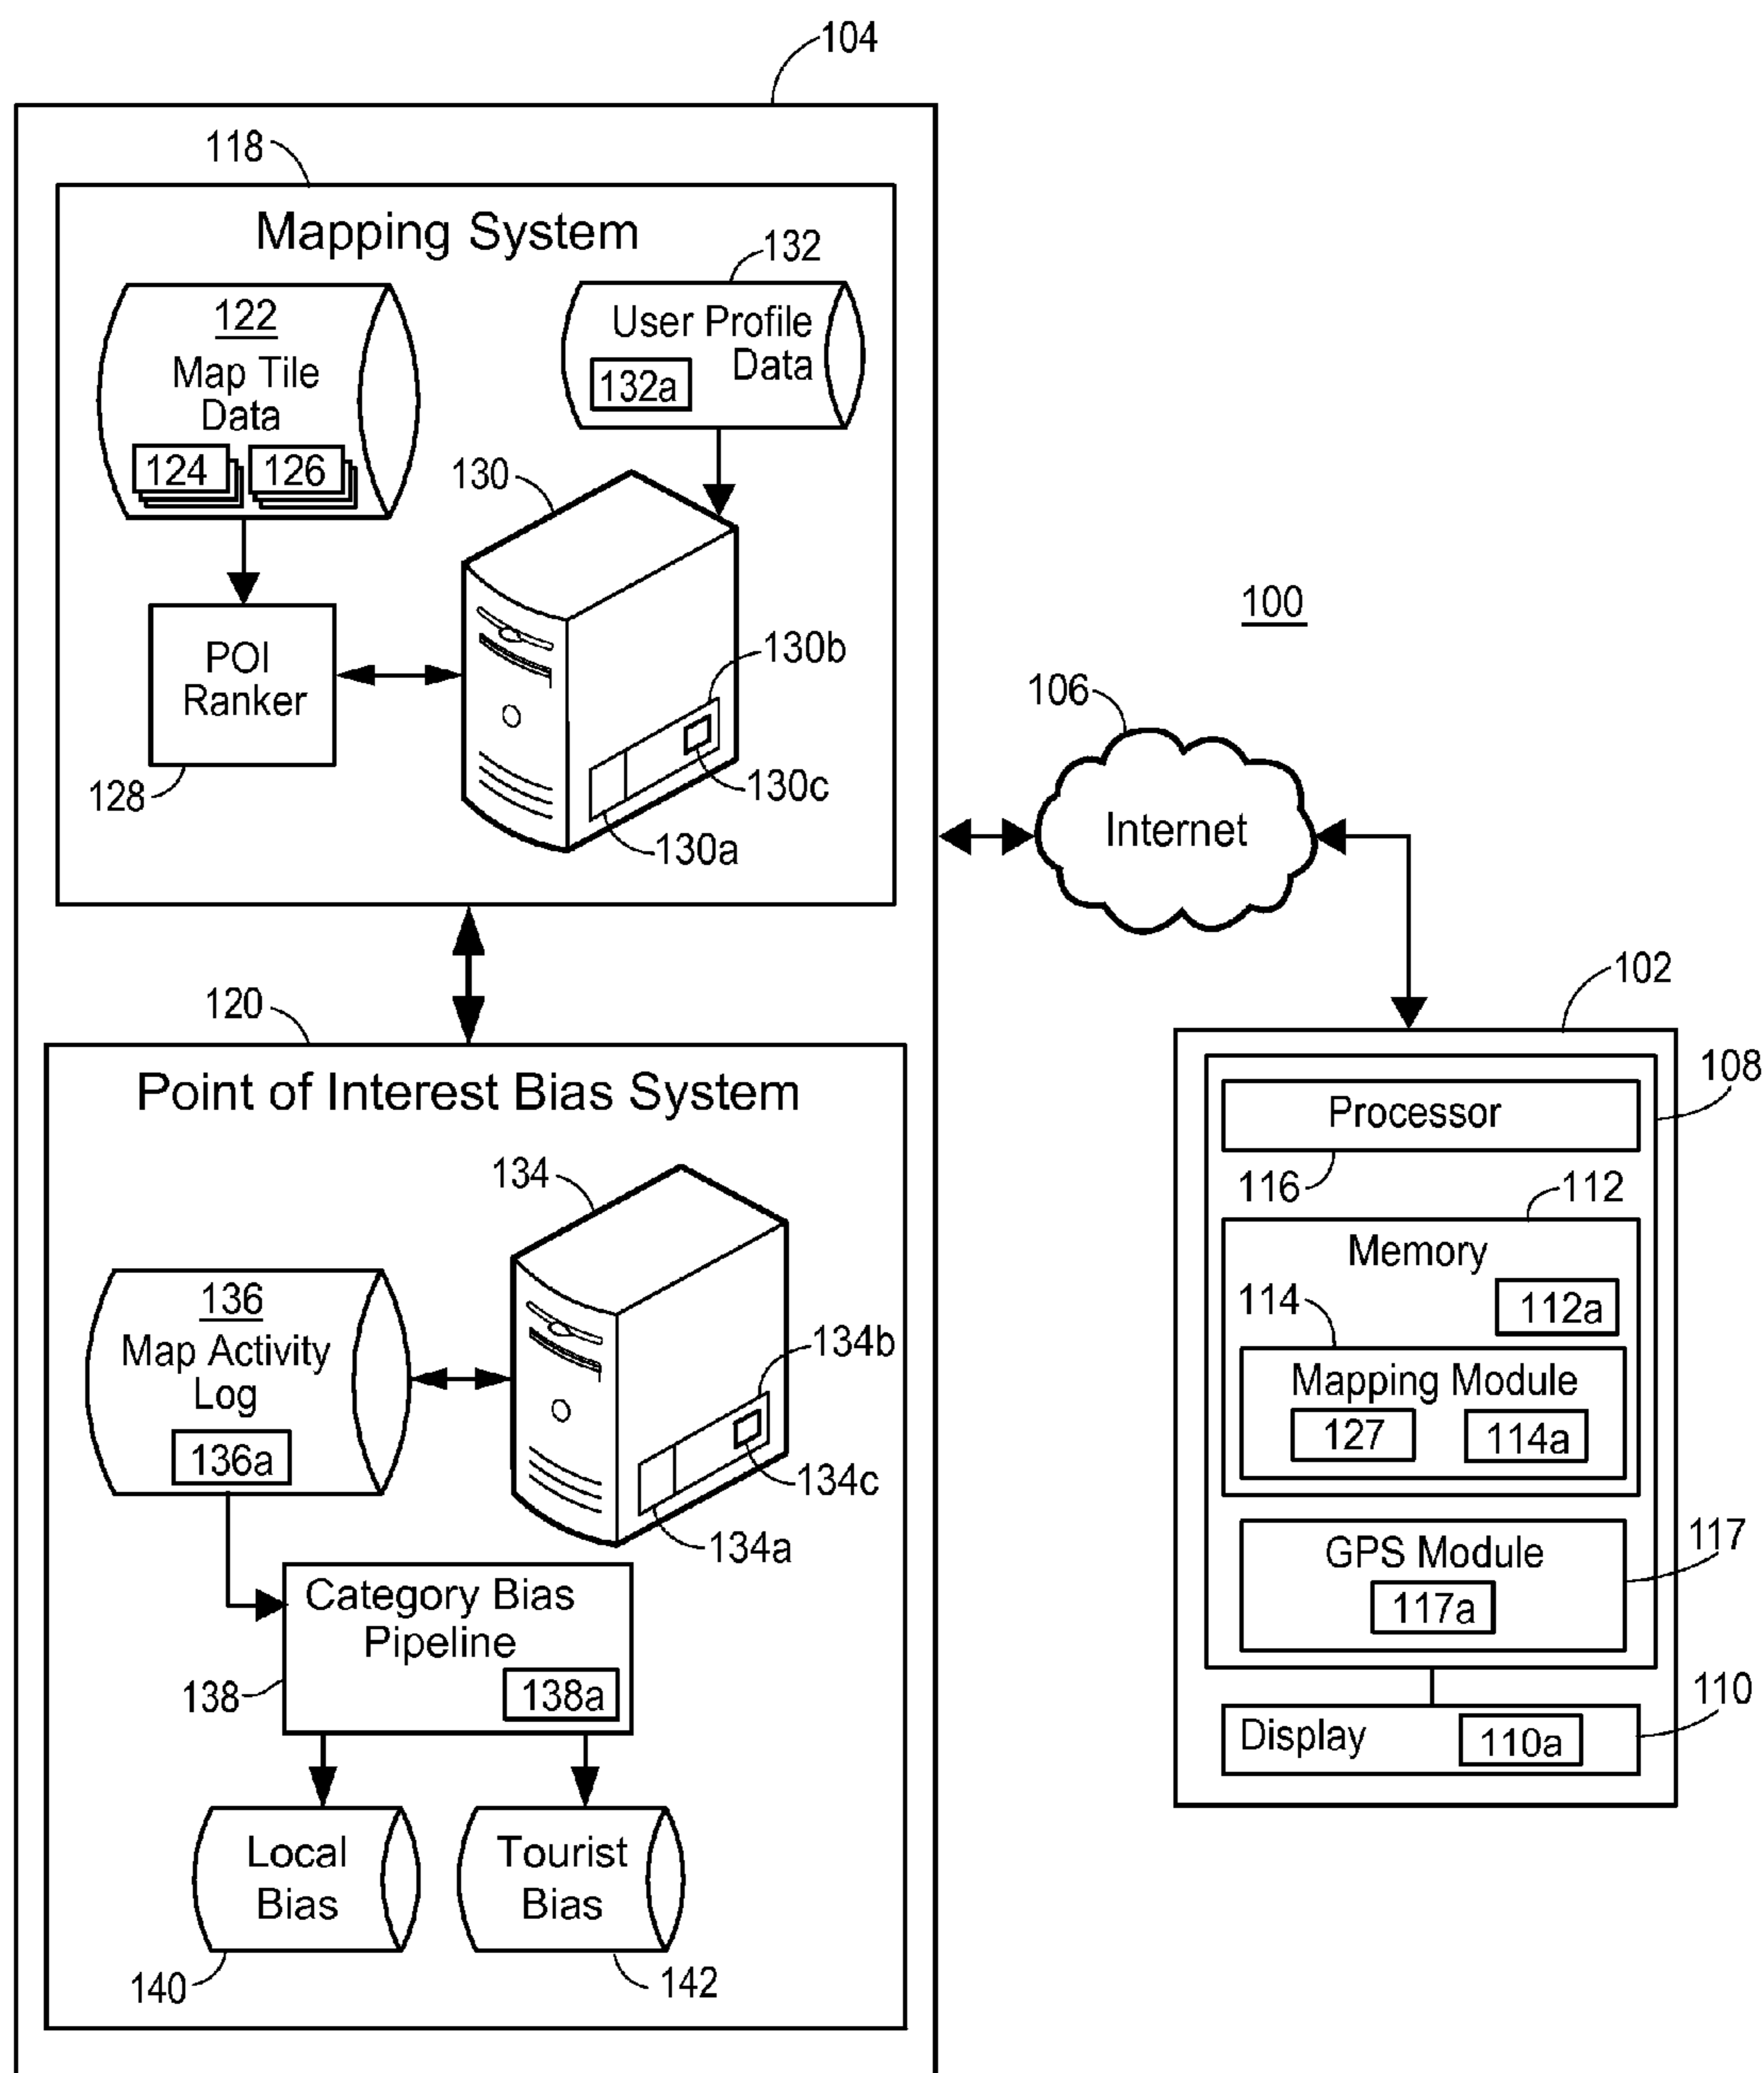 104
118
Mapping System
132
122
Map Tile
Data
124
126
User Profile
Data
132a
130
POI
Ranker
128
130b
130c
130a
100
106
Internet
120
Point of Interest Bias System
134
136
Map Activity
Log
136a
134b
134c
134a
Category Bias
Pipeline
138
138a
Local
Bias
140
Tourist
Bias
142
102
108
Processor
116
112
Memory
112a
114
Mapping Module
127
114a
117
GPS Module
117a
110
Display
110a